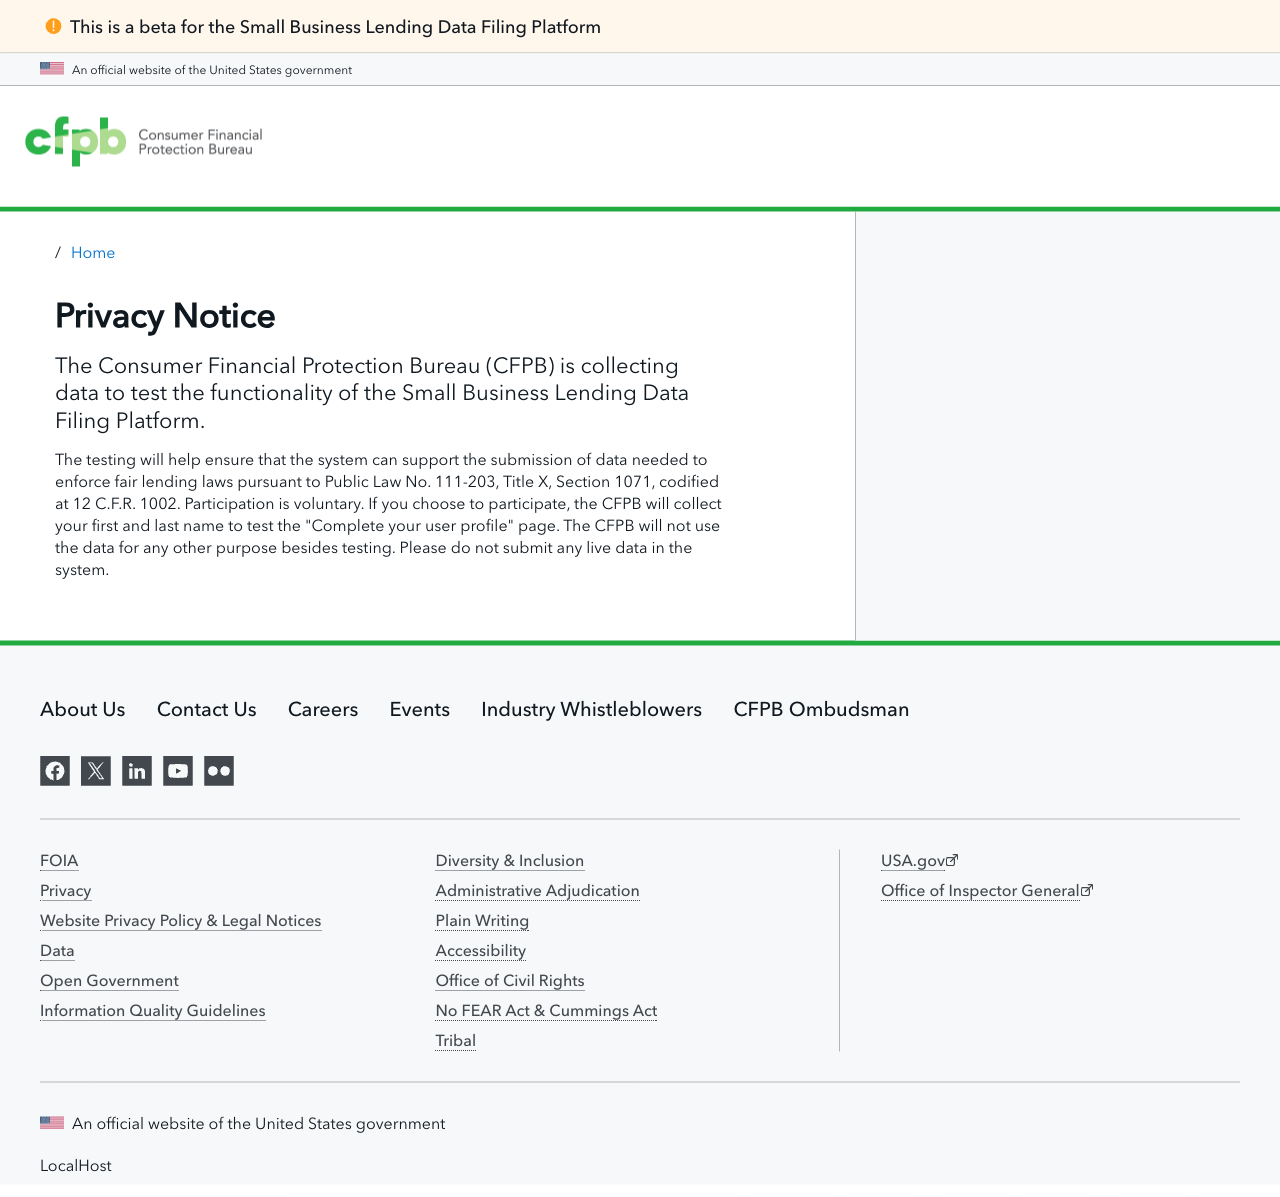 This is a beta for the Small Business Lending Data Filing Platform
An official website of the United States government
cfpb
Consumer Financial
Protection Bureau
/ Home
Privacy Notice
The Consumer Financial Protection Bureau (CFPB) is collecting
data to test the functionality of the Small Business Lending Data
Filing Platform.
The testing will help ensure that the system can support the submission of data needed to
enforce fair lending laws pursuant to Public Law No. 111-203, Title X, Section 1071, codified
at 12 C.F.R. 1002. Participation is voluntary. If you choose to participate, the CFPB will collect
your first and last name to test the "Complete your user profile" page. The CFPB will not use
the data for any other purpose besides testing. Please do not submit any live data in the
system.
About Us Contact Us Careers Events Industry Whistleblowers CFPB Ombudsman
FOIA
Privacy
Website Privacy Policy & Legal Notices
Data
Open Government
Information Quality Guidelines
Diversity & Inclusion
Administrative Adjudication
Plain Writing
Accessibility
Office of Civil Rights
No FEAR Act & Cummings Act
Tribal
USA.gov
Office of Inspector General
An official website of the United States government
LocalHost